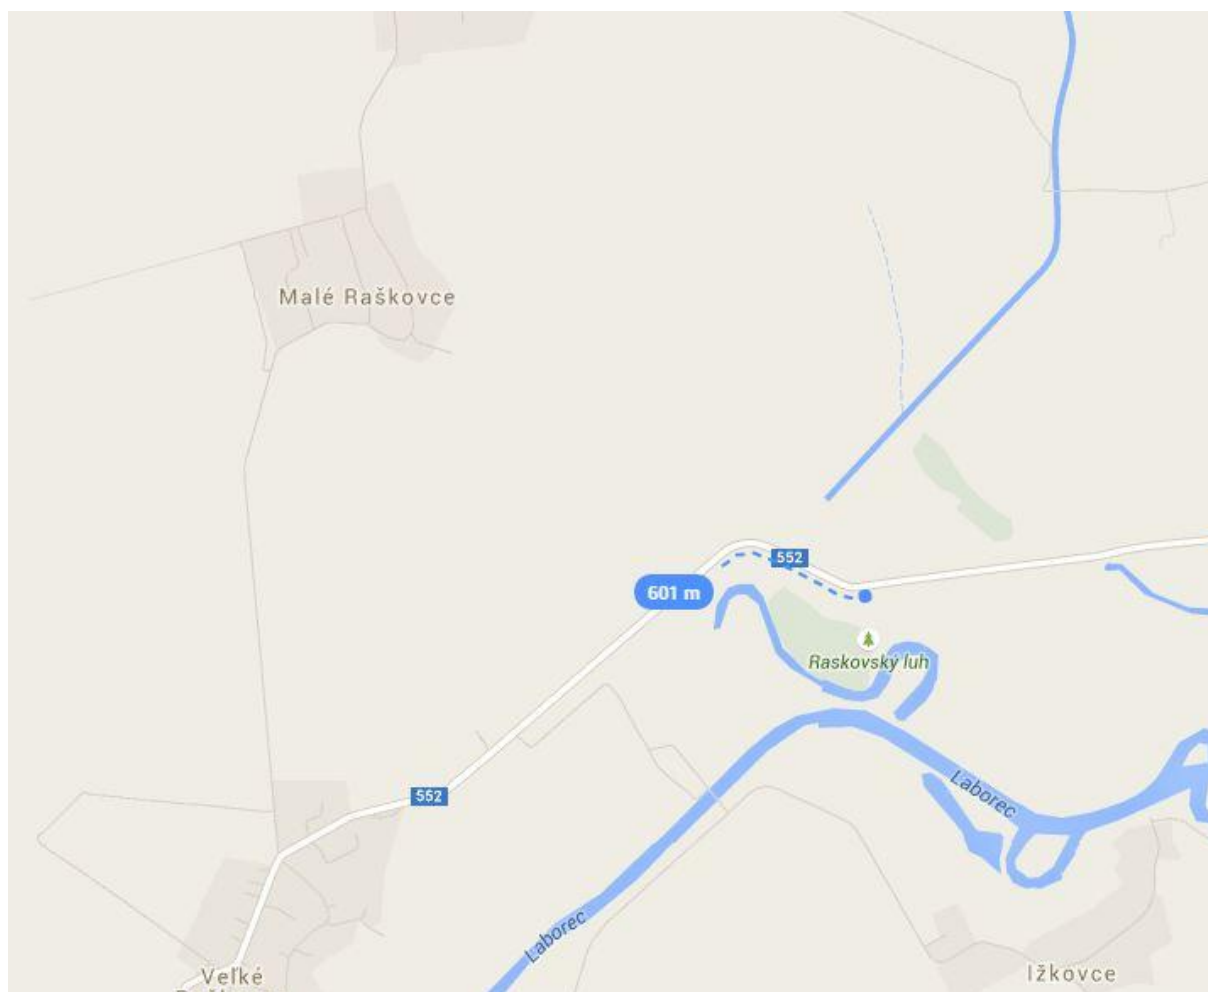 Malé Raškovce
552
601 m
Raskovský luh
Laborec
552
Laborec
Veľké
Ižkovce